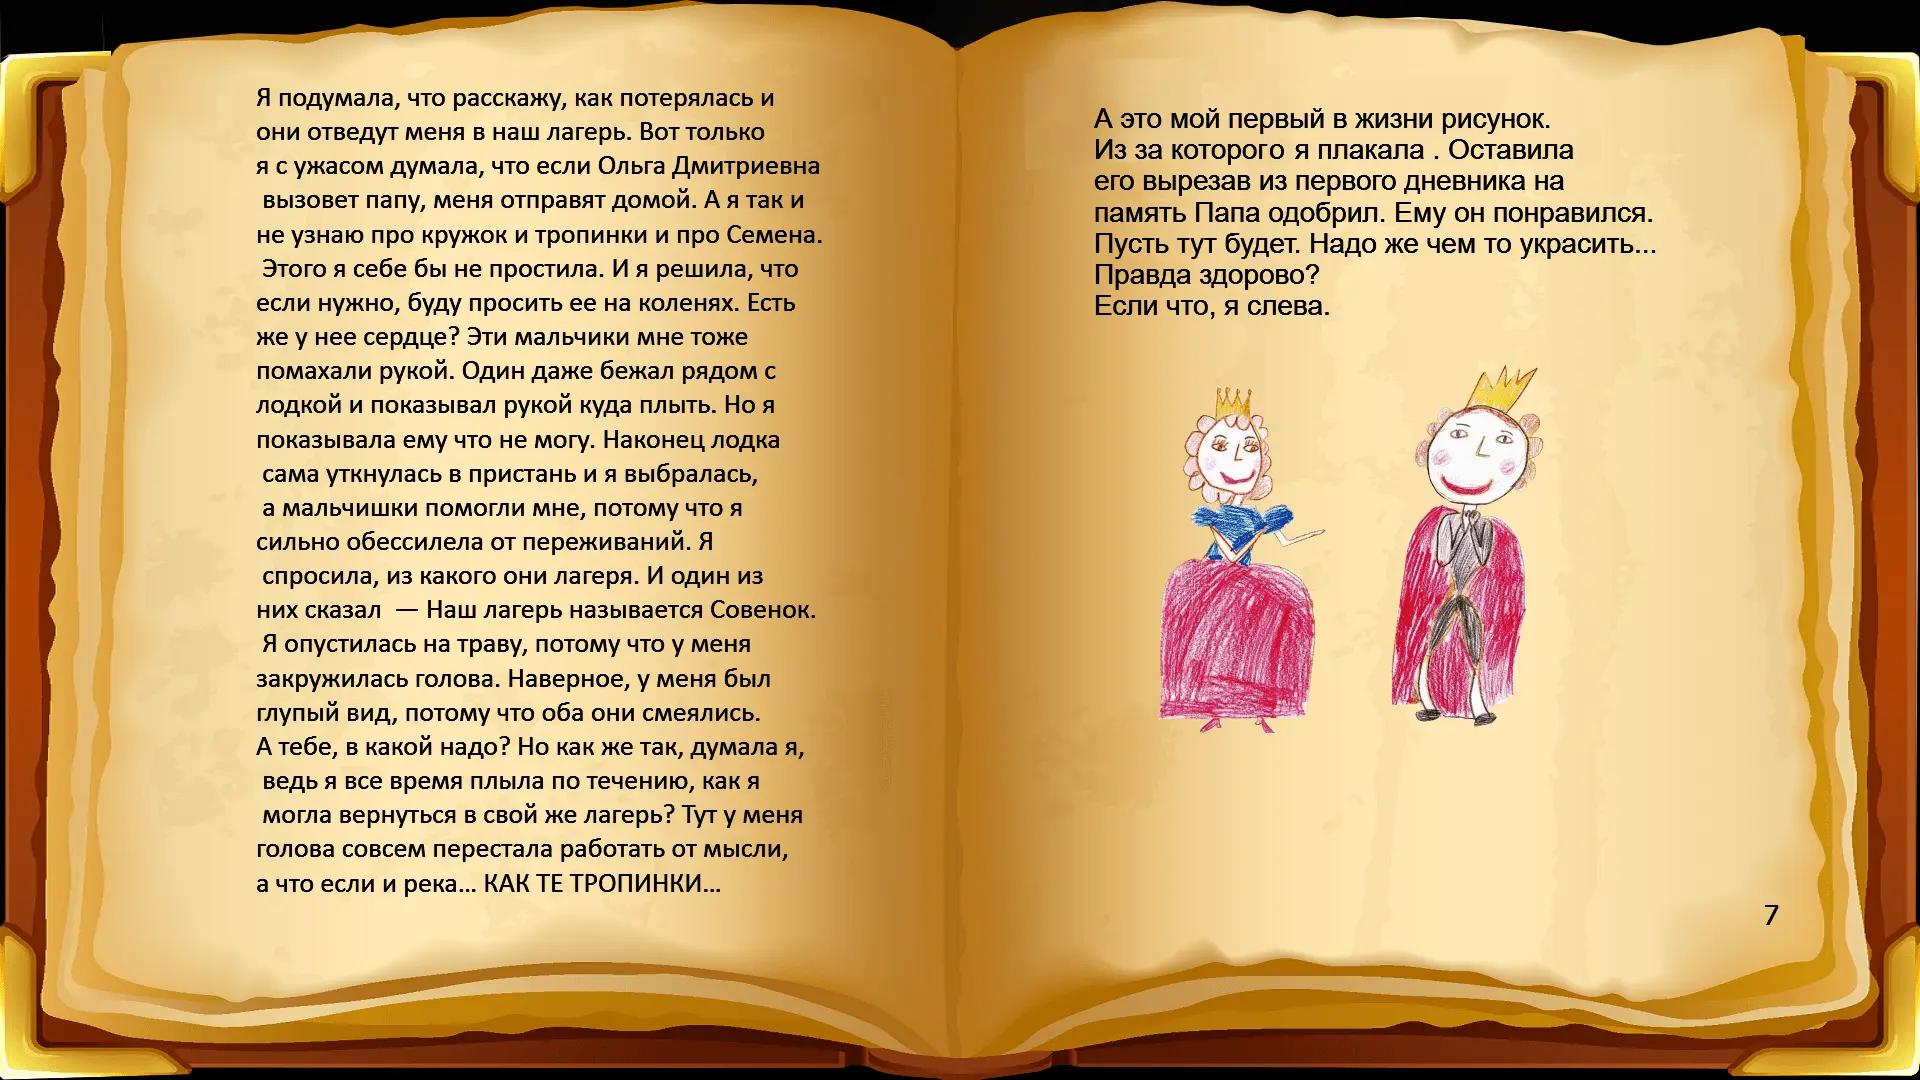 Я подумала, что расскажу, как потерялась и
они отведут меня в наш лагерь. Вот только
я с ужасом думала, что если Ольга Дмитриевна
вызовет папу, меня отправят домой. А я так и
не узнаю про кружок и тропинки и про Семена.
Этого я себе бы не простила. И я решила, что
если нужно, буду просить ее на коленях. Есть
же у нее сердце? Эти мальчики мне тоже
помахали рукой. Один даже бежал рядом с
лодкой и показывал рукой куда плыть. Но я
показывала ему что не могу. Наконец лодка
сама уткнулась в пристань и я выбралась,
а мальчишки помогли мне, потому что я
сильно обессилела от переживаний. Я
спросила, из какого они лагеря. И один из
них сказал — Наш лагерь называется Совенок.
Я опустилась на траву, потому что у меня
закружилась голова. Наверное, у меня был
глупый вид, потому что оба они смеялись.
А тебе, в какой надо? Но как же так, думала я,
ведь я все время плыла по течению, как я
могла вернуться в свой же лагерь? Тут у меня
голова совсем перестала работать от мысли,
а что если и река... КАК ТЕ ТРОПИНКИ...
А это мой первый в жизни рисунок.
Из за которого я плакала . Оставила
его вырезав из первого дневника на
память Папа одобрил. Ему он понравился.
Пусть тут будет. Надо же чем то украсить...
Правда здорово?
Если что, я слева.
7